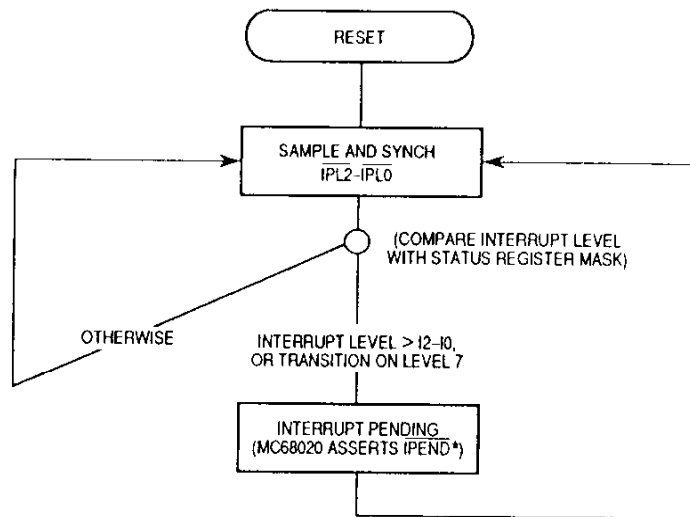 RESET
SAMPLE AND SYNCH
IPL2-IPL0
(COMPARE INTERRUPT LEVEL
WITH STATUS REGISTER MASK)
OTHERWISE
INTERRUPT LEVEL > I2-I0,
OR TRANSITION ON LEVEL 7
INTERRUPT PENDING
(MC68020 ASSERTS IPEND*)